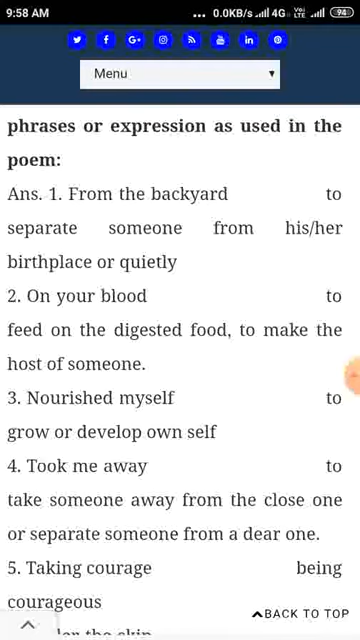 9:58 AM ... 0.0KB/s 4G VoLTE 94
Menu
phrases or expression as used in the
poem:
Ans. 1. From the backyard to
separate someone from his/her
birthplace or quietly
2. On your blood to
feed on the digested food, to make the
host of someone.
3. Nourished myself to
grow or develop own self
4. Took me away to
take someone away from the close one
or separate someone from a dear one.
5. Taking courage being
courageous
BACK TO TOP
the skin